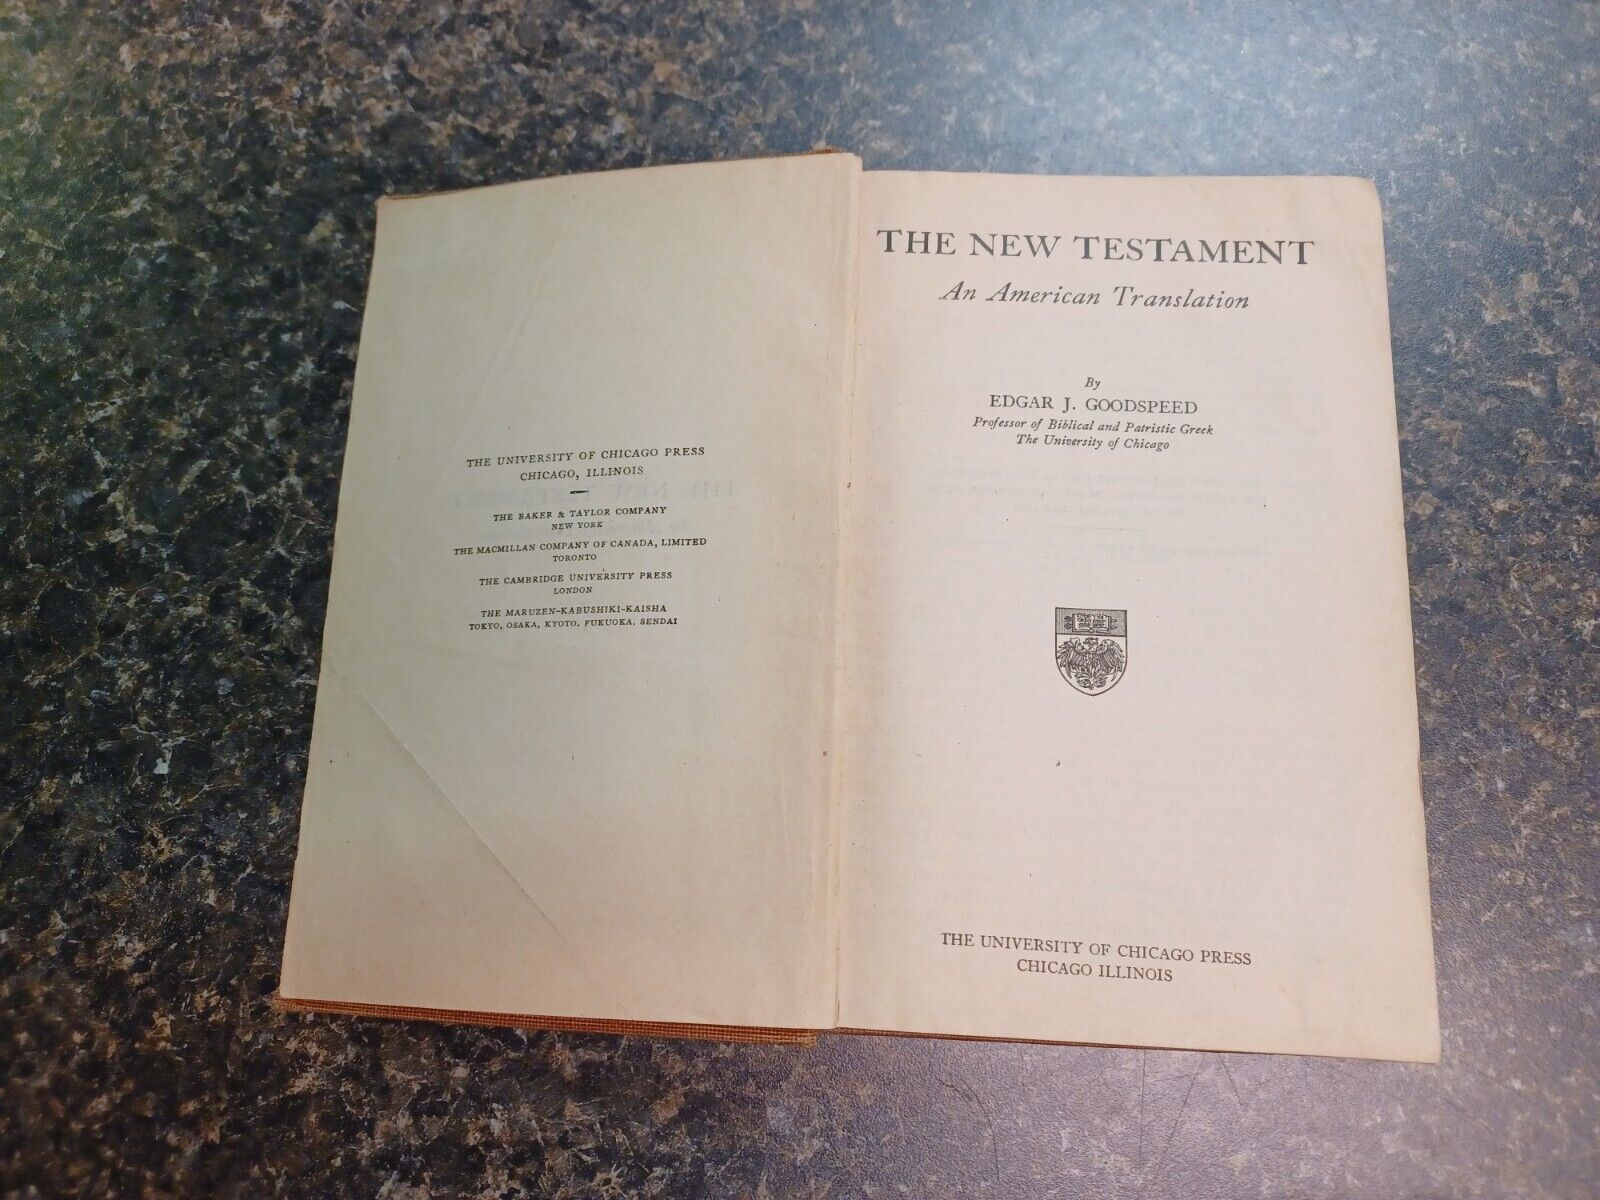 THE UNIVERSITY OF CHICAGO PRESS
CHICAGO, ILLINOIS
THE BAKER & TAYLOR COMPANY
NEW YORK
THE MACMILLAN COMPANY OF CANADA, LIMITED
TORONTO
THE CAMBRIDGE UNIVERSITY PRESS
LONDON
THE MARUZEN-KABUSHIKI-KAISHA
TOKYO, OSAKA, KYOTO, FUKUOKA, SENDAI
THE NEW TESTAMENT
An American Translation
By
EDGAR J. GOODSPEED
Professor of Biblical and Patristic Greek
The University of Chicago
THE UNIVERSITY OF CHICAGO PRESS
CHICAGO ILLINOIS